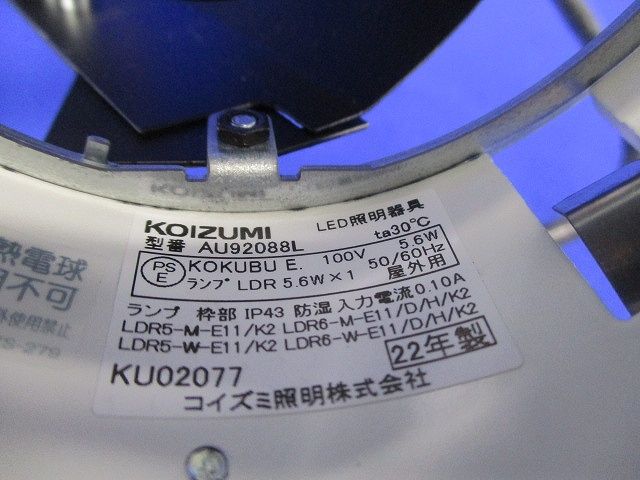 KOIZUMI LED照明器具
型番 AU92088L ta30℃
PS E KOKUBU E. 100V 5.6W
ランプ LDR 5.6W×1 50/60Hz
屋外用
ランプ 枠部 IP43 防湿 入力電流0.10A
LDR5-M-E11/K2 LDR6-M-E11/D/H/K2
LDR5-W-E11/K2 LDR6-W-E11/D/H/K2
22年製
KU02077
コイズミ照明株式会社
熱電球
不可
外使用禁止